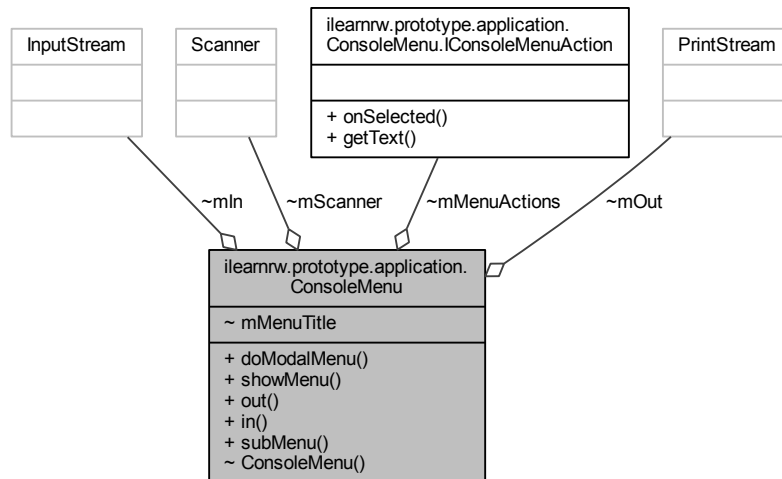 InputStream
Scanner
ilearnrw.prototype.application.
ConsoleMenu.IConsoleMenuAction
+ onSelected()
+ getText()
PrintStream
~mIn
~mScanner
~mMenuActions
~mOut
ilearnrw.prototype.application.
ConsoleMenu
~ mMenuTitle
+ doModalMenu()
+ showMenu()
+ out()
+ in()
+ subMenu()
~ ConsoleMenu()